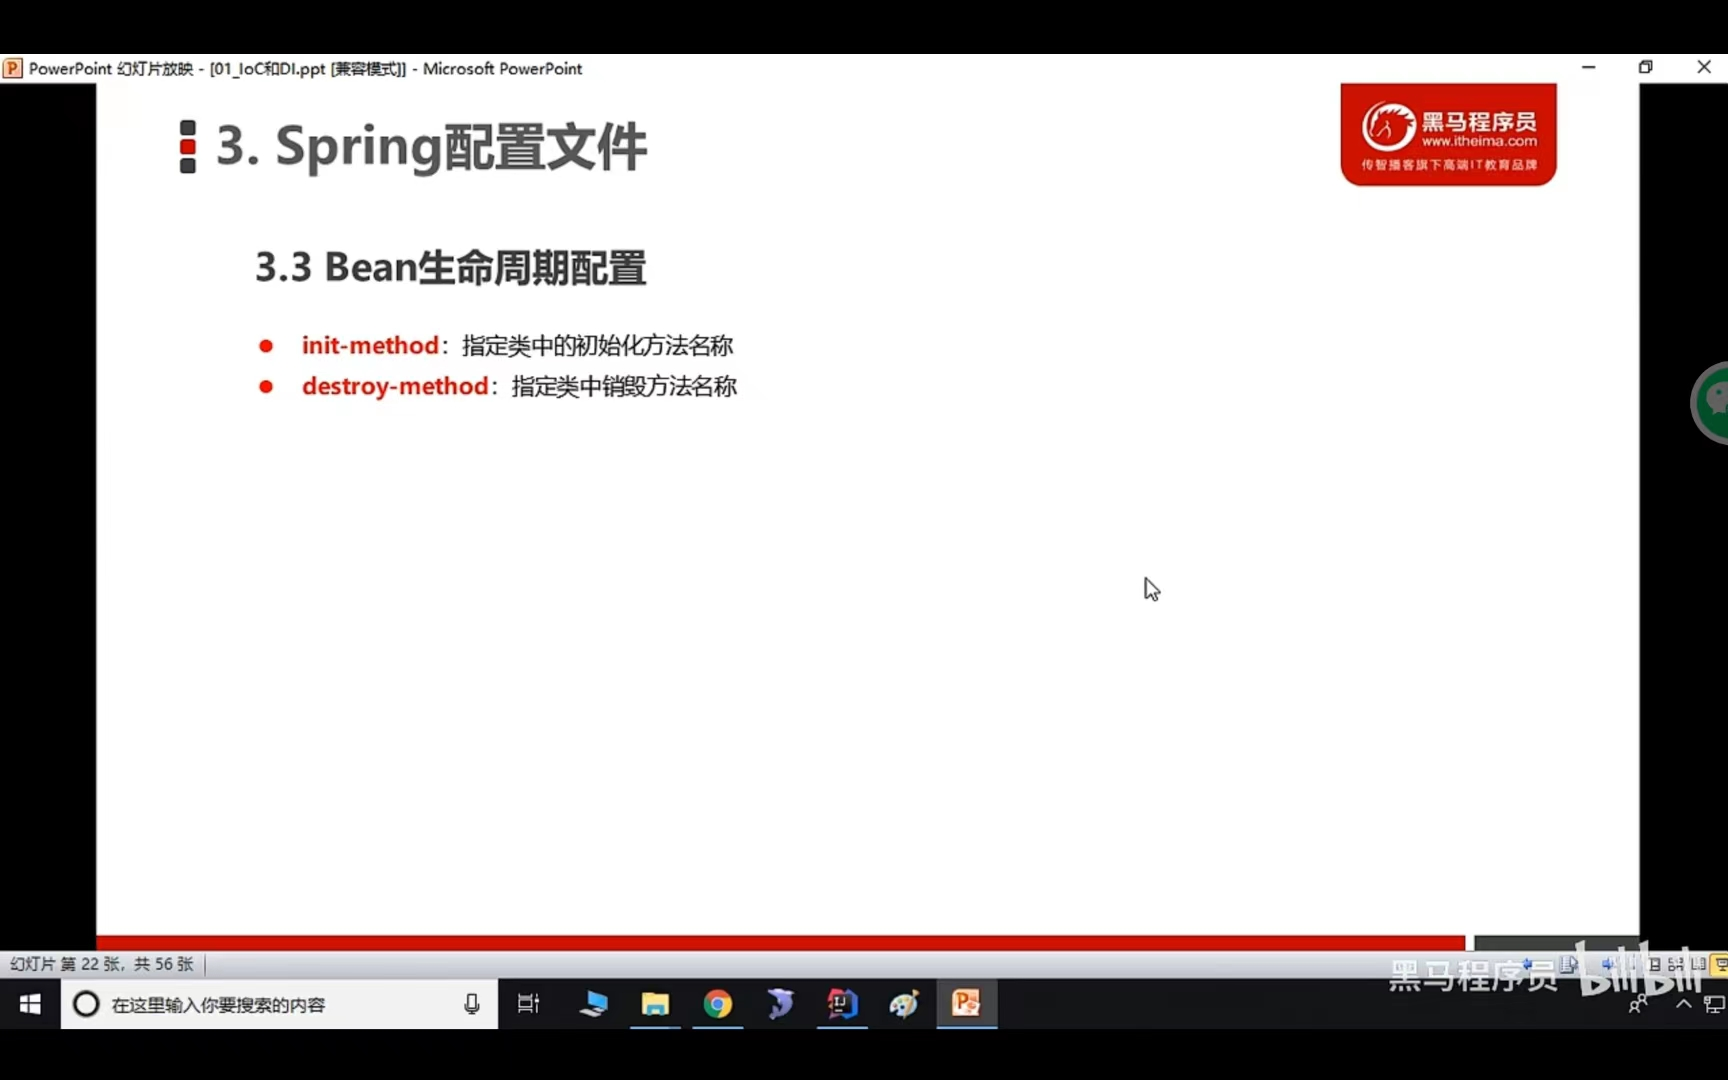 PowerPoint 幻灯片放映 - [01_IoC和DI.ppt [兼容模式]] - Microsoft PowerPoint
3. Spring配置文件
黑马程序员
www.itheima.com
传智播客旗下高端IT教育品牌
3.3 Bean生命周期配置
init-method：指定类中的初始化方法名称
destroy-method：指定类中销毁方法名称
幻灯片 第 22 张，共 56 张
黑马程序员 bilibili
在这里输入你要搜索的内容